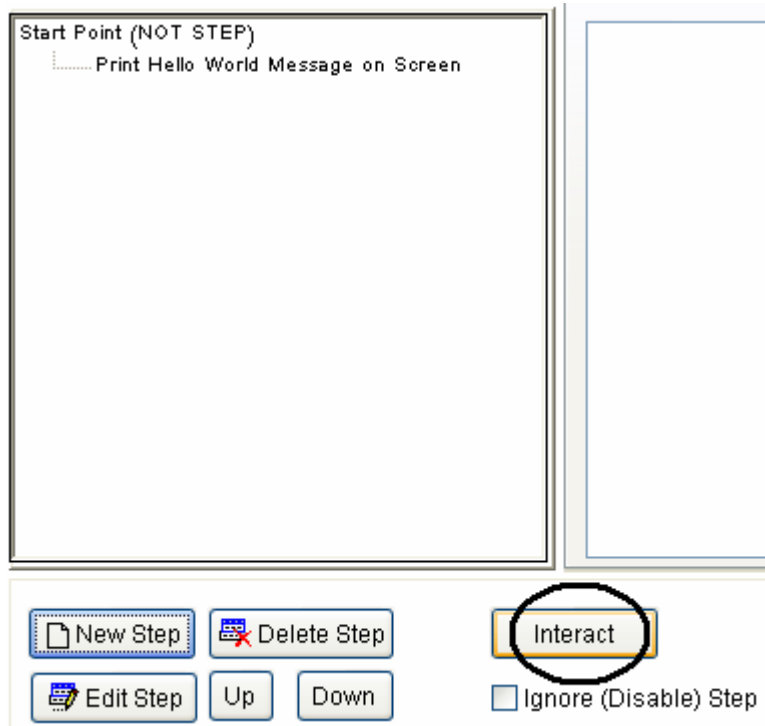 Start Point (NOT STEP)
Print Hello World Message on Screen
New Step
Delete Step
Interact
Edit Step
Up
Down
Ignore (Disable) Step